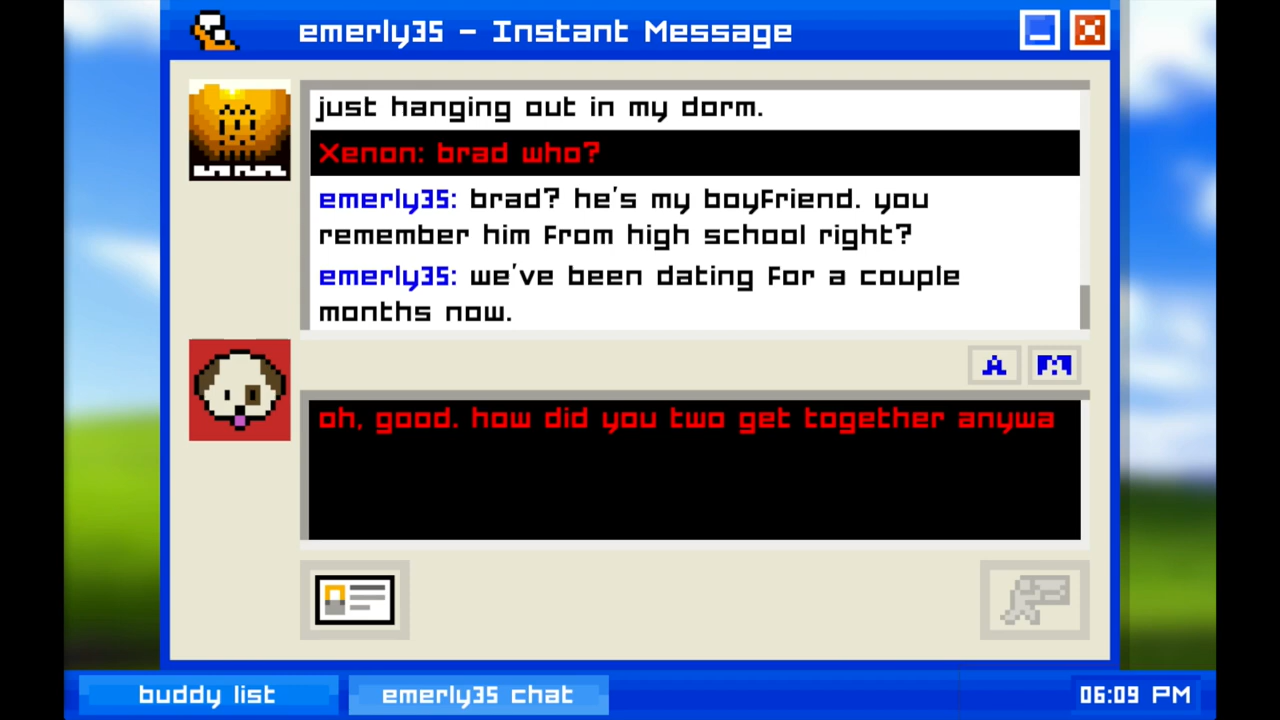 emerly35 - Instant Message
just hanging out in my dorm.
Xenon: brad who?
emerly35: brad? he's my boyfriend. you
remember him from high school right?
emerly35: we've been dating for a couple
months now.
A
oh, good. how did you two get together anywa
buddy list
emerly35 chat
06:09 PM